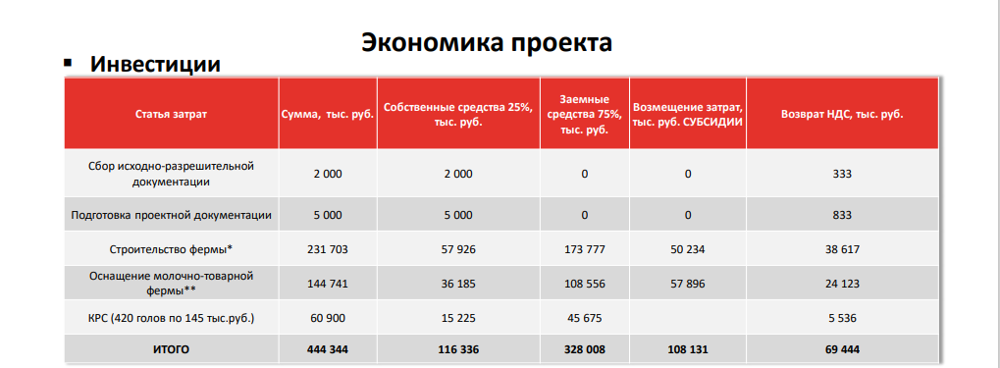 Экономика проекта
▪ Инвестиции
Статья затрат
Сумма, тыс. руб.
Собственные средства 25%,
тыс. руб.
Заемные
средства 75%,
тыс. руб.
Возмещение затрат,
тыс. руб. СУБСИДИИ
Возврат НДС, тыс. руб.
Сбор исходно-разрешительной
документации
2 000
2 000
0
0
333
Подготовка проектной документации
5 000
5 000
0
0
833
Строительство фермы*
231 703
57 926
173 777
50 234
38 617
Оснащение молочно-товарной
фермы**
144 741
36 185
108 556
57 896
24 123
КРС (420 голов по 145 тыс.руб.)
60 900
15 225
45 675
5 536
ИТОГО
444 344
116 336
328 008
108 131
69 444